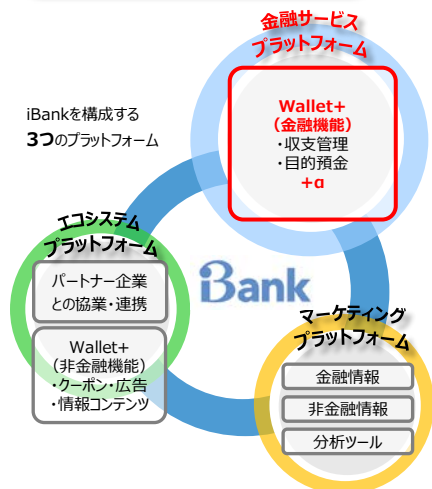 金融サービス
プラットフォーム
Wallet+
（金融機能）
・収支管理
・目的預金
+α
iBankを構成する
3つのプラットフォーム
エコシステム
プラットフォーム
パートナー企業
との協業・連携
Wallet+
（非金融機能）
・クーポン・広告
・情報コンテンツ
iBank
マーケティング
プラットフォーム
金融情報
非金融情報
分析ツール